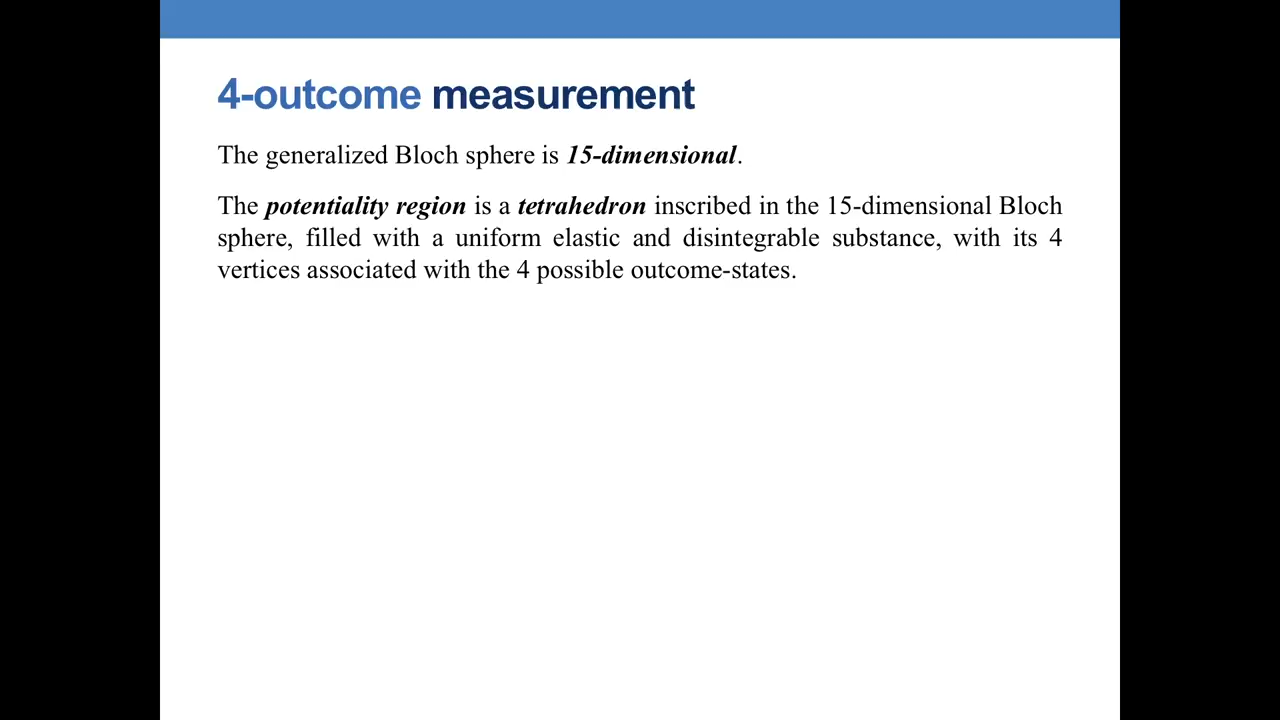 4-outcome measurement
The generalized Bloch sphere is 15-dimensional.
The potentiality region is a tetrahedron inscribed in the 15-dimensional Bloch
sphere, filled with a uniform elastic and disintegrable substance, with its 4
vertices associated with the 4 possible outcome-states.